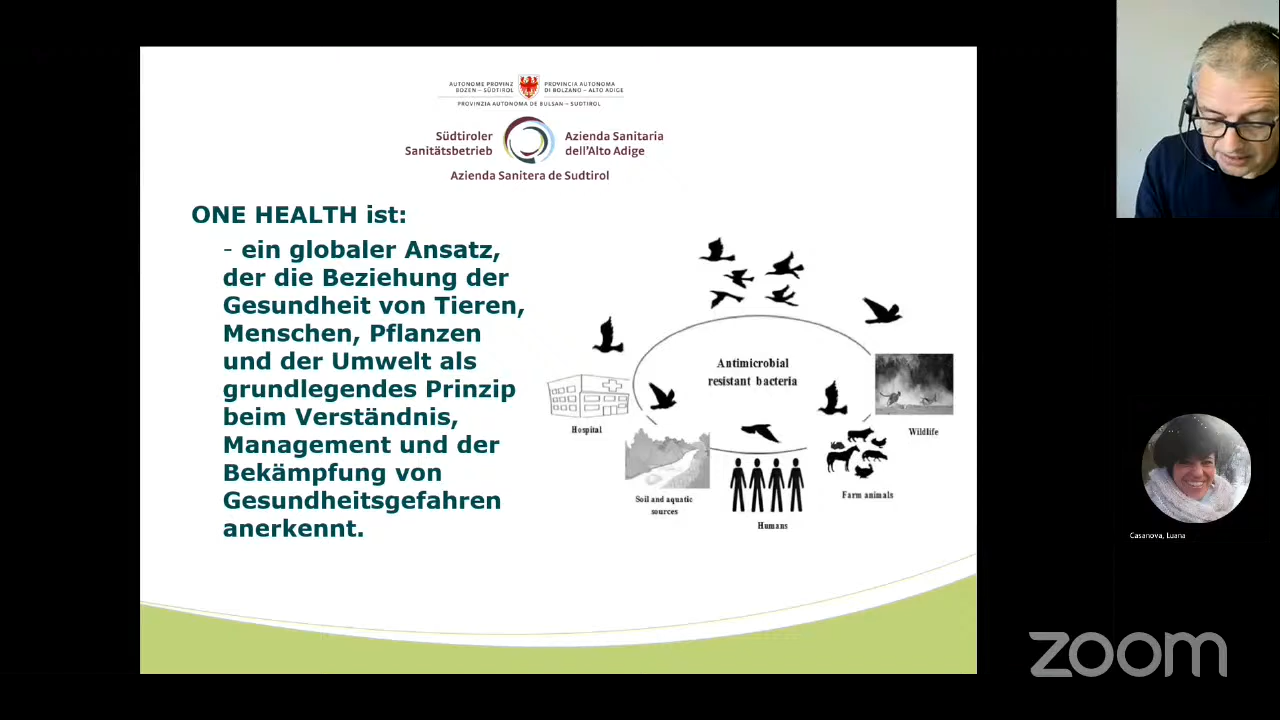 AUTONOME PROVINZ
BOZEN – SÜDTIROL
PROVINCIA AUTONOMA
DI BOLZANO – ALTO ADIGE
PROVINZIA AUTONOMA DE BULSAN – SUDTIROL
Südtiroler
Sanitätsbetrieb
Azienda Sanitaria
dell'Alto Adige
Azienda Sanitera de Sudtirol
ONE HEALTH ist:
- ein globaler Ansatz,
der die Beziehung der
Gesundheit von Tieren,
Menschen, Pflanzen
und der Umwelt als
grundlegendes Prinzip
beim Verständnis,
Management und der
Bekämpfung von
Gesundheitsgefahren
anerkennt.
Antimicrobial
resistant bacteria
Hospital
Wildlife
Soil and aquatic
sources
Farm animals
Humans
Casanova, Luana
zoom